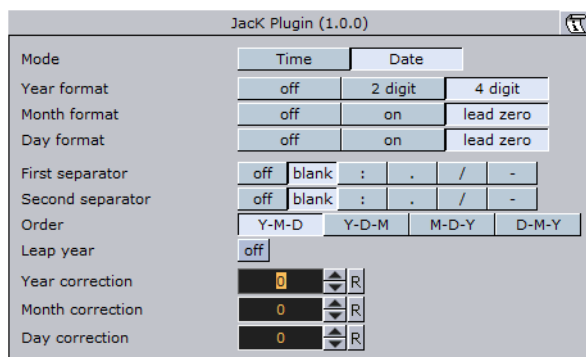 JacK Plugin (1.0.0)
Mode Time Date
Year format off 2 digit 4 digit
Month format off on lead zero
Day format off on lead zero
First separator off blank : . / -
Second separator off blank : . / -
Order Y-M-D Y-D-M M-D-Y D-M-Y
Leap year off
Year correction 0 R
Month correction 0 R
Day correction 0 R